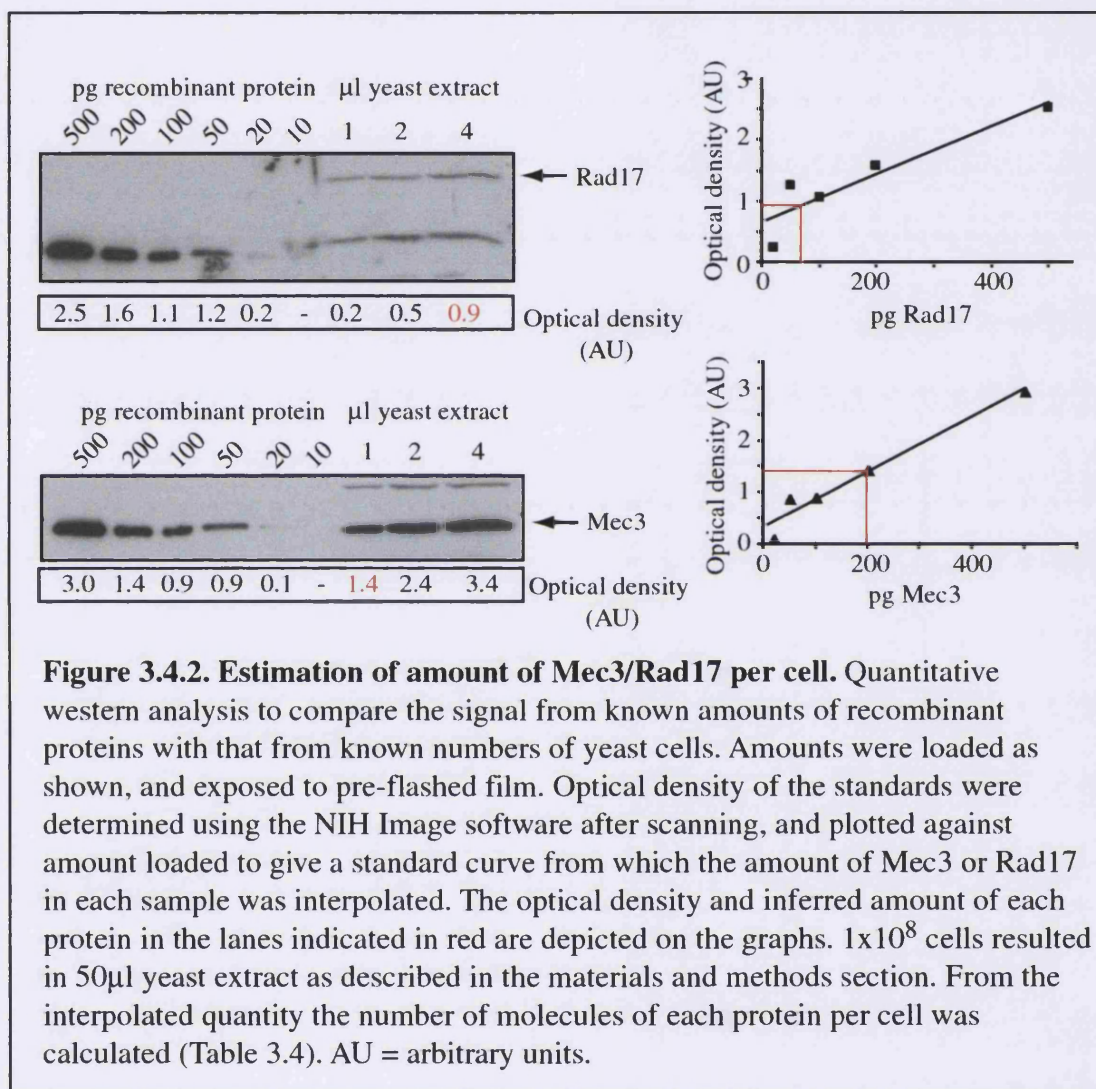 pg recombinant protein µl yeast extract
500 200 100 50 20 10 1 2 4
Rad17
2.5 1.6 1.1 1.2 0.2 - 0.2 0.5 0.9 Optical density
(AU)
3
2
1
0
Optical density (AU)
0 200 400
pg Rad17
pg recombinant protein µl yeast extract
500 200 100 50 20 10 1 2 4
Mec3
3.0 1.4 0.9 0.9 0.1 - 1.4 2.4 3.4 Optical density
(AU)
3
2
1
0
Optical density (AU)
0 200 400
pg Mec3
Figure 3.4.2. Estimation of amount of Mec3/Rad17 per cell. Quantitative
western analysis to compare the signal from known amounts of recombinant
proteins with that from known numbers of yeast cells. Amounts were loaded as
shown, and exposed to pre-flashed film. Optical density of the standards were
determined using the NIH Image software after scanning, and plotted against
amount loaded to give a standard curve from which the amount of Mec3 or Rad17
in each sample was interpolated. The optical density and inferred amount of each
protein in the lanes indicated in red are depicted on the graphs. 1x10⁸ cells resulted
in 50µl yeast extract as described in the materials and methods section. From the
interpolated quantity the number of molecules of each protein per cell was
calculated (Table 3.4). AU = arbitrary units.